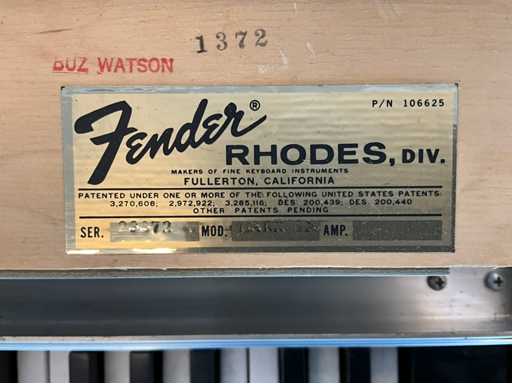 1372
BUZ WATSON
P/N 106625
Fender®
RHODES, DIV.
MAKERS OF FINE KEYBOARD INSTRUMENTS
FULLERTON, CALIFORNIA
PATENTED UNDER ONE OR MORE OF THE FOLLOWING UNITED STATES PATENTS
3,270,608; 2,972,922; 3,285,116; DES. 200,439; DES. 200,440
OTHER PATENTS PENDING
SER. MOD. AMP.